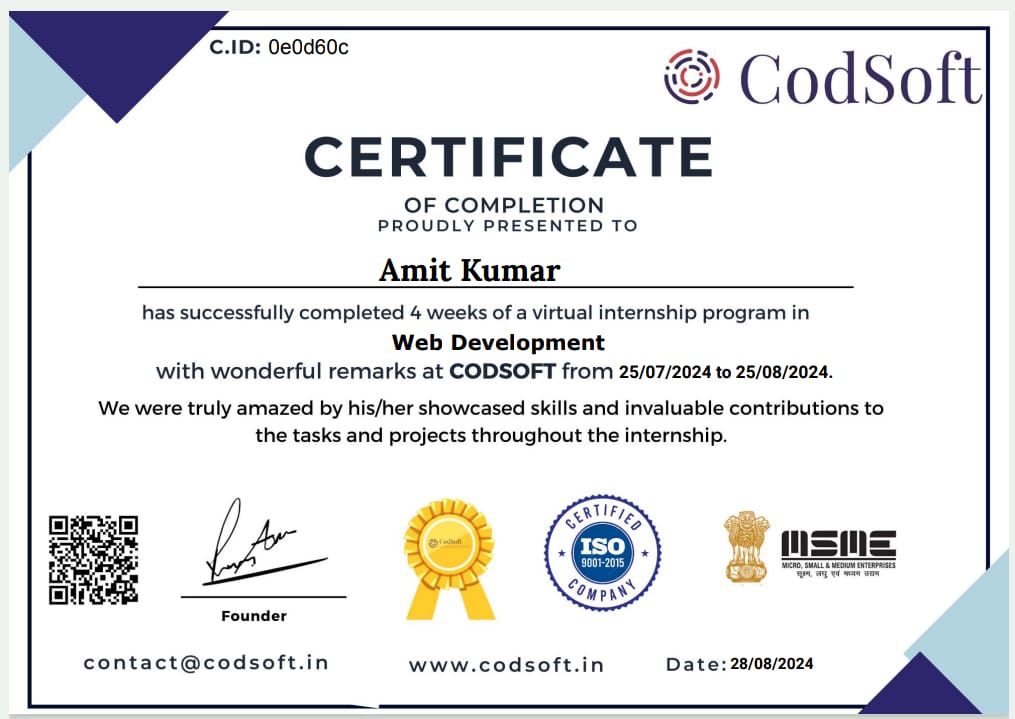 C.ID: 0e0d60c
CodSoft
CERTIFICATE
OF COMPLETION
PROUDLY PRESENTED TO
Amit Kumar
has successfully completed 4 weeks of a virtual internship program in
Web Development
with wonderful remarks at CODSOFT from 25/07/2024 to 25/08/2024.
We were truly amazed by his/her showcased skills and invaluable contributions to
the tasks and projects throughout the internship.
Founder
CodSoft
CERTIFIED
ISO
9001-2015
COMPANY
MSME
MICRO, SMALL & MEDIUM ENTERPRISES
सूक्ष्म, लघु एवं मध्यम उद्यम
contact@codsoft.in
www.codsoft.in
Date: 28/08/2024